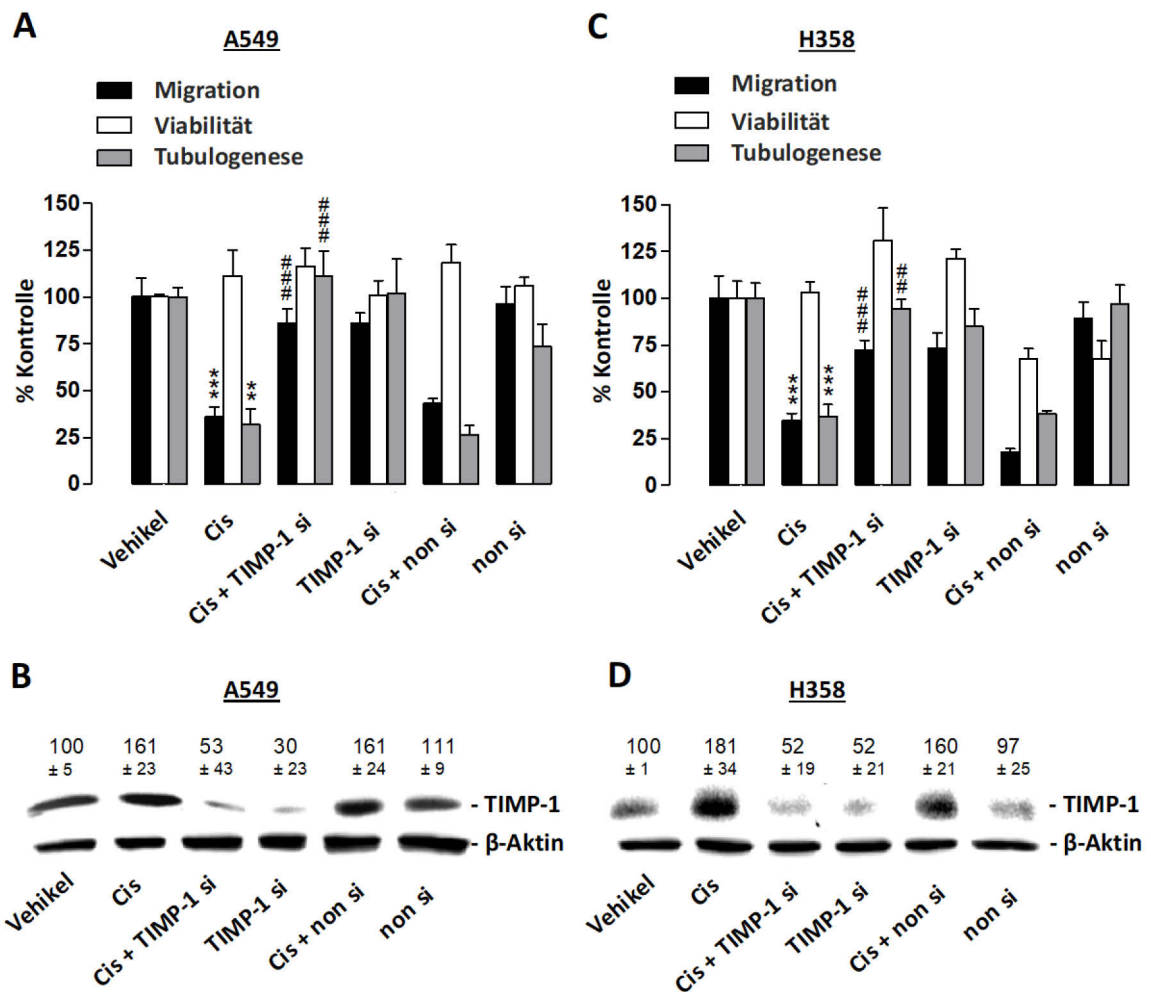 A
A549
Migration
Viabilität
Tubulogenese
% Kontrolle
150
125
100
75
50
25
0
***
**
###
###
Vehikel
Cis
Cis + TIMP-1 si
TIMP-1 si
Cis + non si
non si
C
H358
Migration
Viabilität
Tubulogenese
% Kontrolle
150
125
100
75
50
25
0
***
***
###
##
Vehikel
Cis
Cis + TIMP-1 si
TIMP-1 si
Cis + non si
non si
B
A549
100 161 53 30 161 111
± 5 ± 23 ± 43 ± 23 ± 24 ± 9
- TIMP-1
- β-Aktin
Vehikel
Cis
Cis + TIMP-1 si
TIMP-1 si
Cis + non si
non si
D
H358
100 181 52 52 160 97
± 1 ± 34 ± 19 ± 21 ± 21 ± 25
- TIMP-1
- β-Aktin
Vehikel
Cis
Cis + TIMP-1 si
TIMP-1 si
Cis + non si
non si